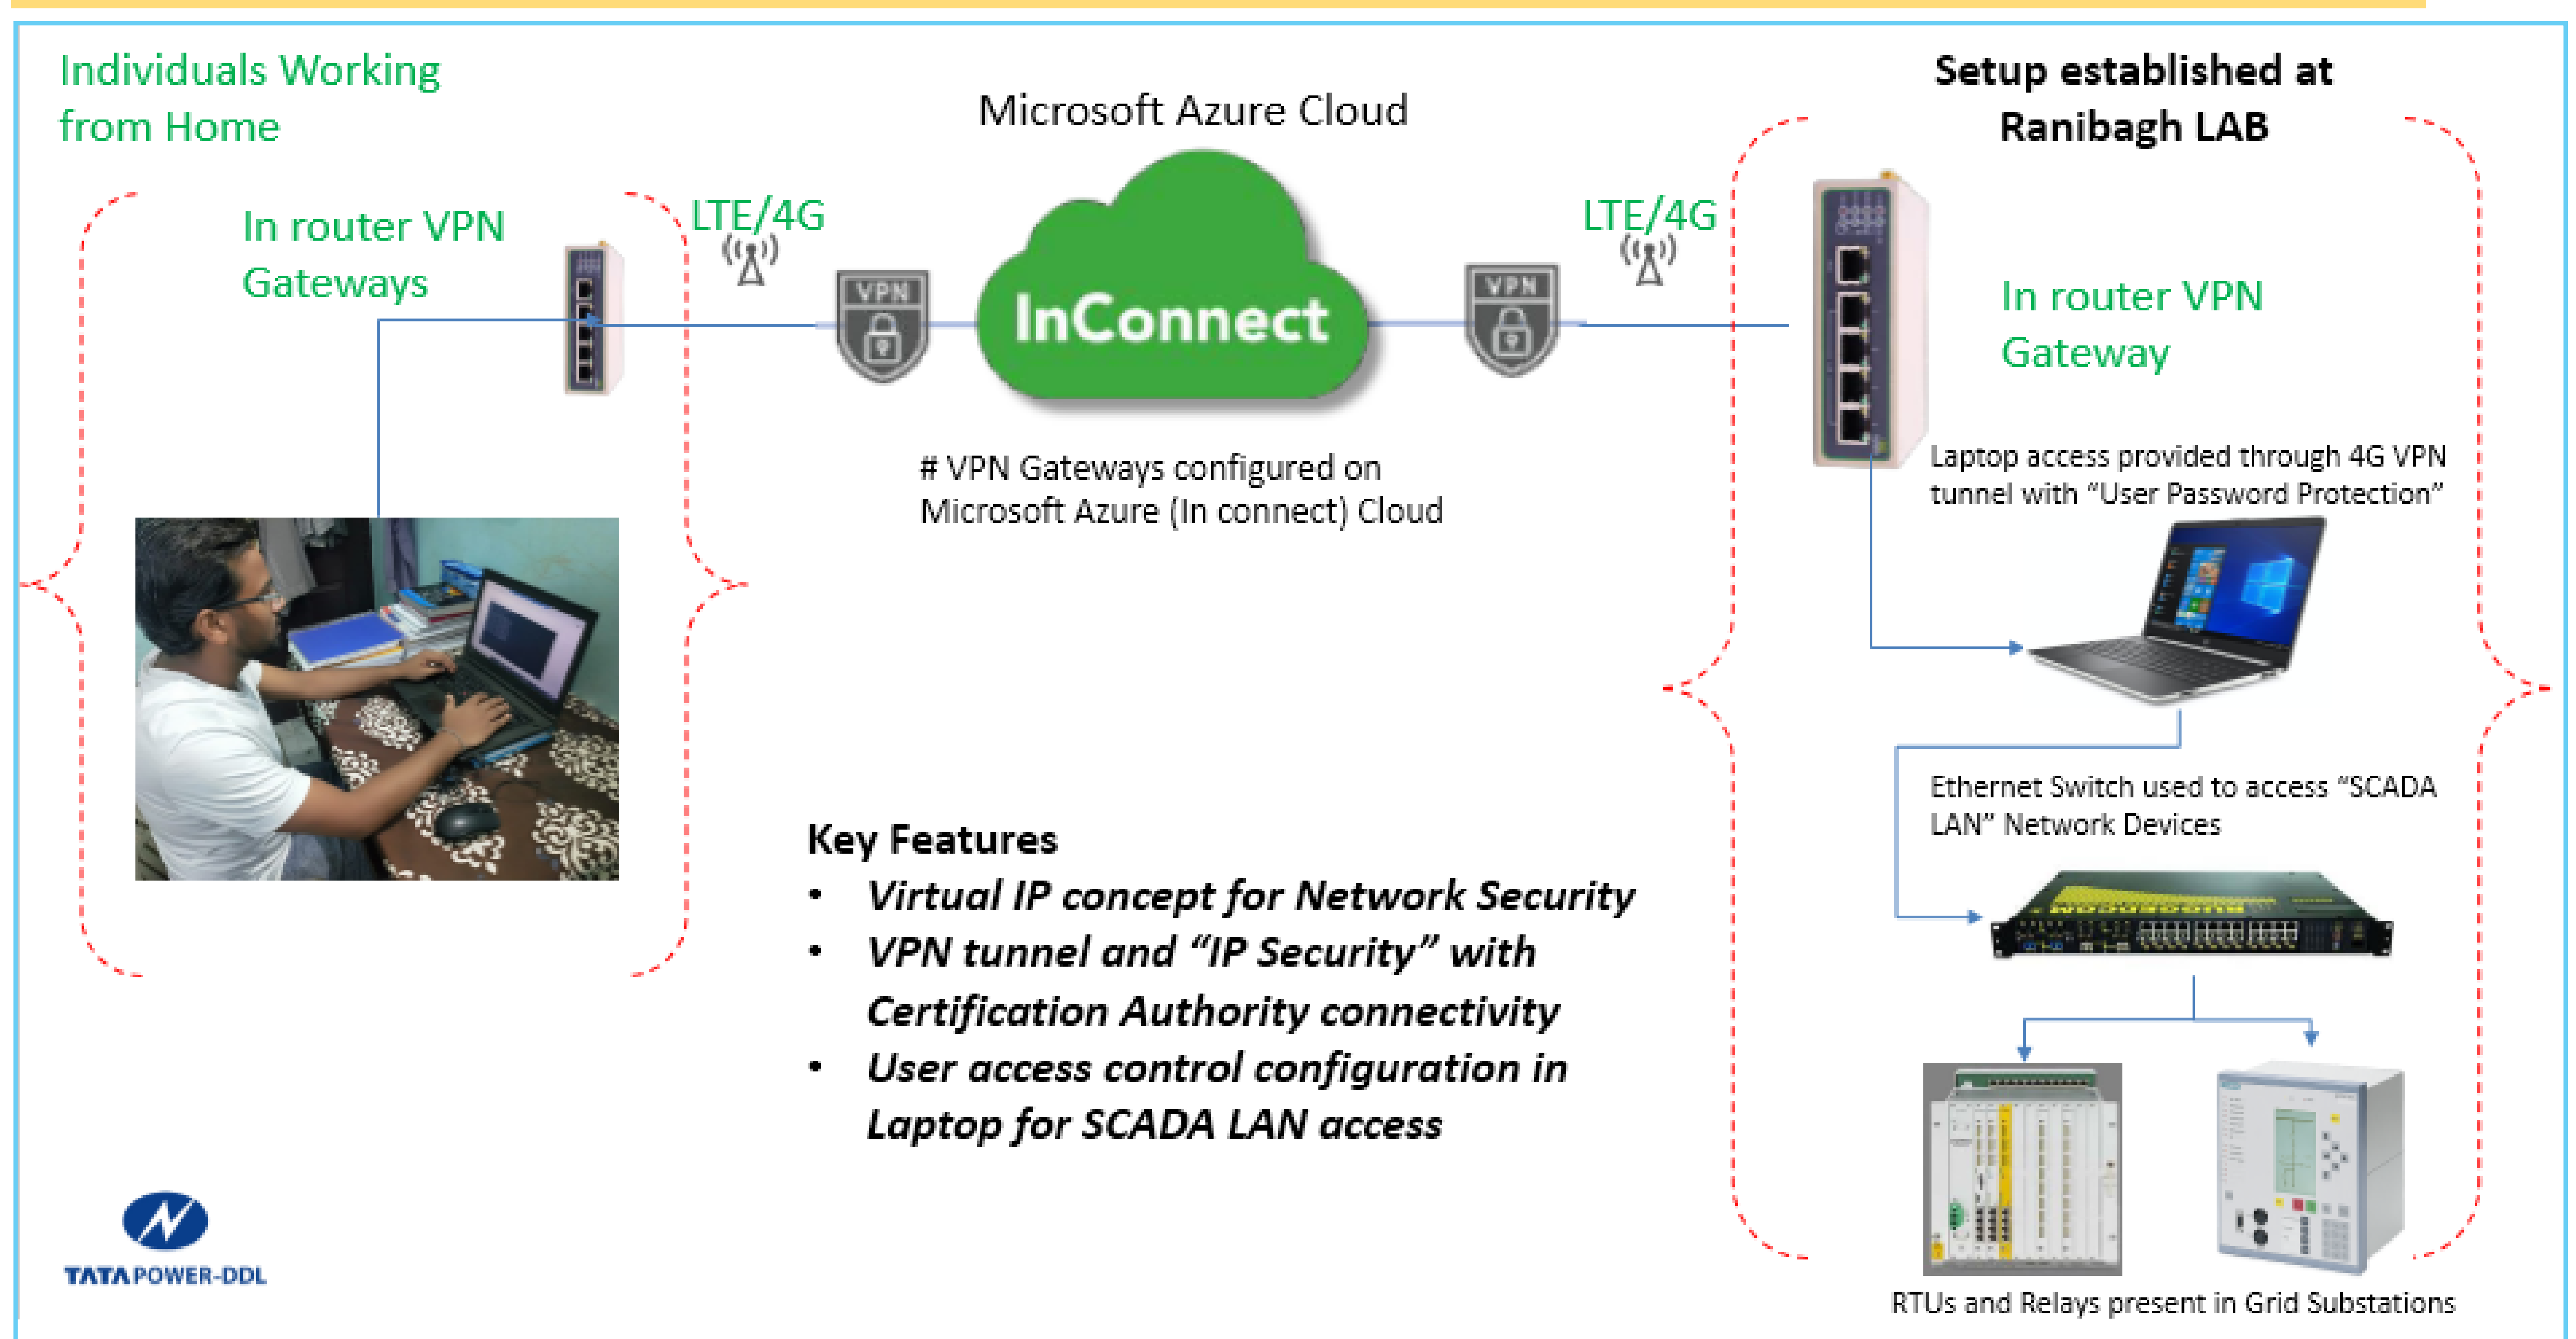 Individuals Working
from Home
In router VPN
Gateways
LTE/4G
VPN
Microsoft Azure Cloud
InConnect
# VPN Gateways configured on
Microsoft Azure (In connect) Cloud
VPN
LTE/4G
Setup established at
Ranibagh LAB
In router VPN
Gateway
Laptop access provided through 4G VPN
tunnel with “User Password Protection”
Ethernet Switch used to access “SCADA
LAN” Network Devices
RTUs and Relays present in Grid Substations
Key Features
• Virtual IP concept for Network Security
• VPN tunnel and “IP Security” with
Certification Authority connectivity
• User access control configuration in
Laptop for SCADA LAN access
TATA POWER-DDL